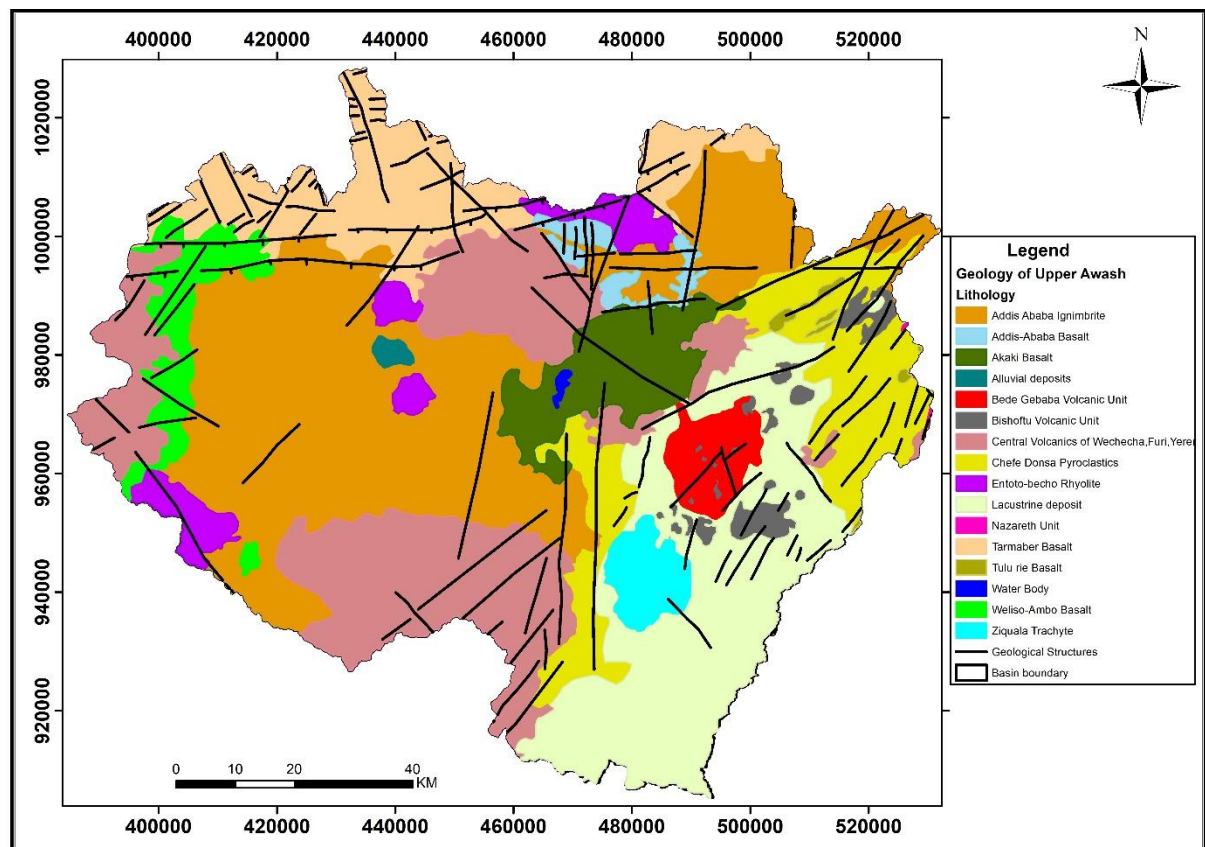 400000 420000 440000 460000 480000 500000 520000
N
1020000
1000000
980000
960000
940000
920000
Legend
Geology of Upper Awash
Lithology
Addis Ababa Ignimbrite
Addis-Ababa Basalt
Akaki Basalt
Alluvial deposits
Bede Gebaba Volcanic Unit
Bishoftu Volcanic Unit
Central Volcanics of Wechecha,Furi,Yerer
Chefe Donsa Pyroclastics
Entoto-becho Rhyolite
Lacustrine deposit
Nazareth Unit
Tarmaber Basalt
Tulu rie Basalt
Water Body
Weliso-Ambo Basalt
Ziquala Trachyte
Geological Structures
Basin boundary
0 10 20 40
KM
400000 420000 440000 460000 480000 500000 520000